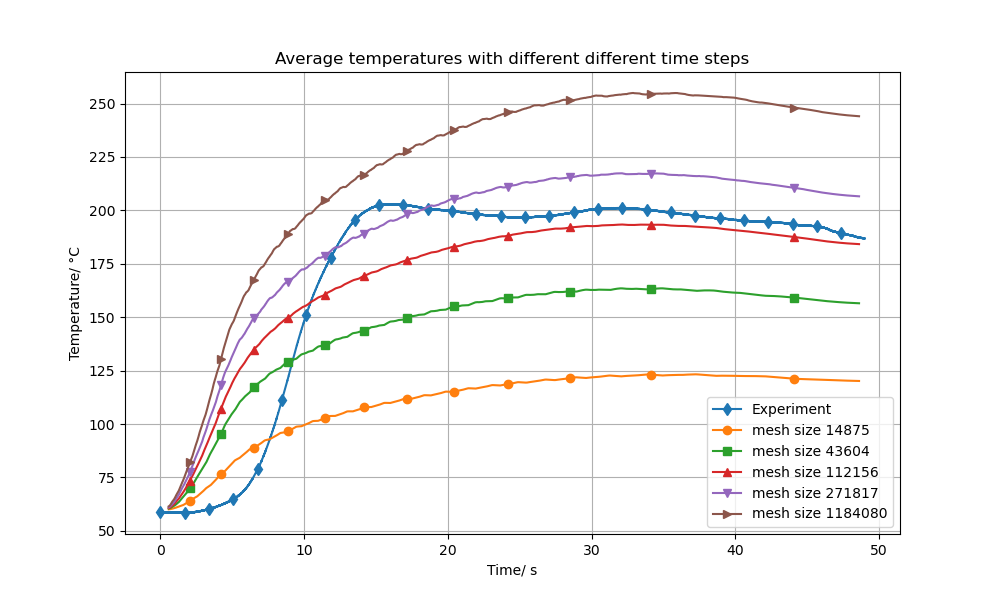 Average temperatures with different different time steps
Temperature/ °C
250
225
200
175
150
125
100
75
50
0
10
20
30
40
50
Time/ s
Experiment
mesh size 14875
mesh size 43604
mesh size 112156
mesh size 271817
mesh size 1184080